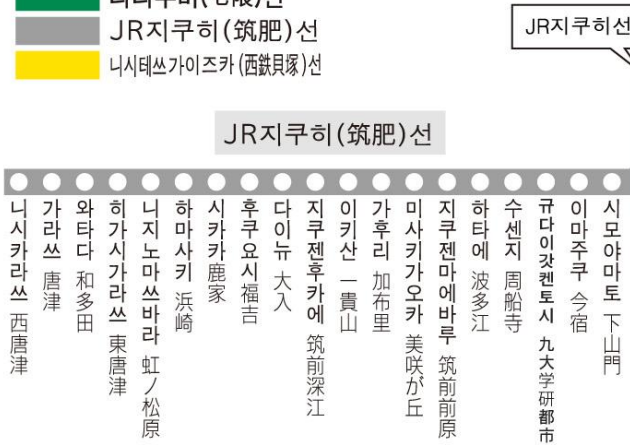 JR지쿠히(筑肥)선
니시테쓰가이즈카(西鉄貝塚)선
JR지쿠히선
JR지쿠히(筑肥)선
니시카라쓰 西唐津
가라쓰 唐津
와타다 和多田
히가시가라쓰 東唐津
니지노마쓰바라 虹ノ松原
하마사키 浜崎
시카카 鹿家
후쿠요시 福吉
다이뉴 大入
지쿠젠후카에 筑前深江
이키산 一貴山
가후리 加布里
미사키가오카 美咲が丘
지쿠젠마에바루 筑前前原
하타에 波多江
수센지 周船寺
규다이갓켄토시 九大学研都市
이마주쿠 今宿
시모야마토 下山門